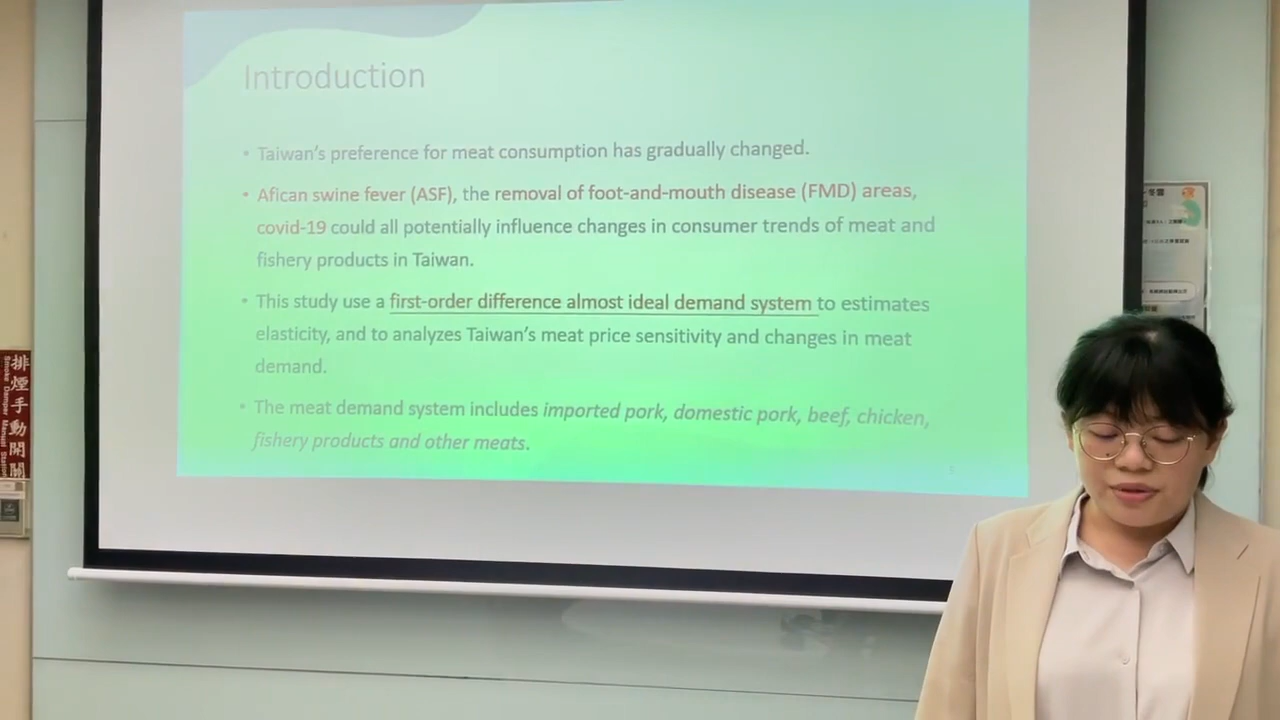 Introduction
• Taiwan's preference for meat consumption has gradually changed.
• Afican swine fever (ASF), the removal of foot-and-mouth disease (FMD) areas,
covid-19 could all potentially influence changes in consumer trends of meat and
fishery products in Taiwan.
• This study use a first-order difference almost ideal demand system to estimates
elasticity, and to analyzes Taiwan's meat price sensitivity and changes in meat
demand.
• The meat demand system includes imported pork, domestic pork, beef, chicken,
fishery products and other meats.
排煙手動開關
Smoke Damper Manual Station